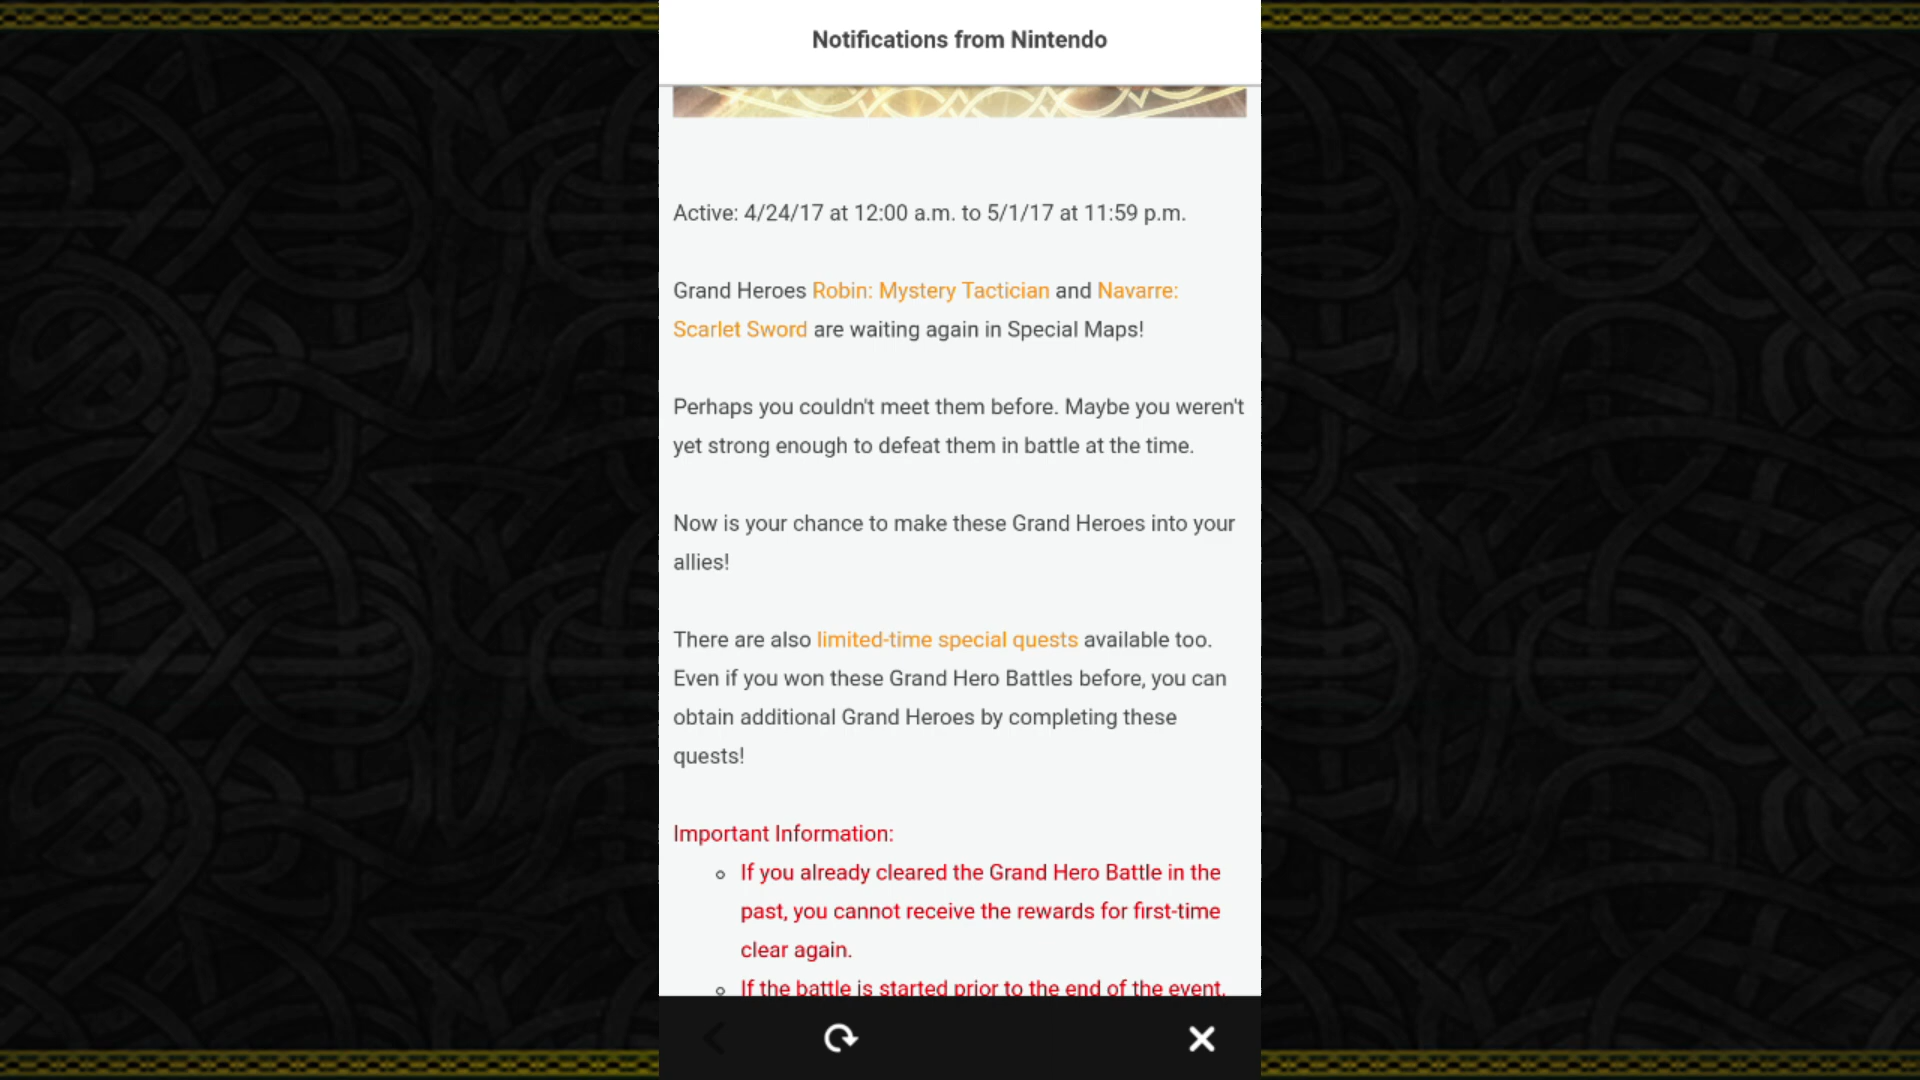 Notifications from Nintendo
Active: 4/24/17 at 12:00 a.m. to 5/1/17 at 11:59 p.m.
Grand Heroes Robin: Mystery Tactician and Navarre:
Scarlet Sword are waiting again in Special Maps!
Perhaps you couldn't meet them before. Maybe you weren't
yet strong enough to defeat them in battle at the time.
Now is your chance to make these Grand Heroes into your
allies!
There are also limited-time special quests available too.
Even if you won these Grand Hero Battles before, you can
obtain additional Grand Heroes by completing these
quests!
Important Information:
If you already cleared the Grand Hero Battle in the
past, you cannot receive the rewards for first-time
clear again.
If the battle is started prior to the end of the event,